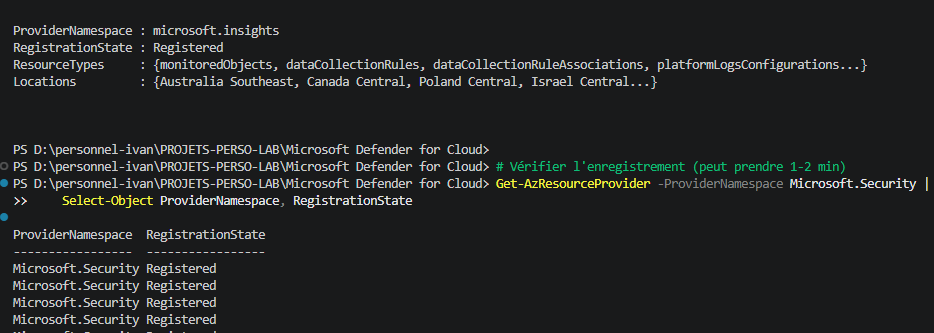 ProviderNamespace : microsoft.insights
RegistrationState : Registered
ResourceTypes     : {monitoredObjects, dataCollectionRules, dataCollectionRuleAssociations, platformLogsConfigurations...}
Locations         : {Australia Southeast, Canada Central, Poland Central, Israel Central...}
PS D:\personnel-ivan\PROJETS-PERSO-LAB\Microsoft Defender for Cloud>
PS D:\personnel-ivan\PROJETS-PERSO-LAB\Microsoft Defender for Cloud> # Vérifier l'enregistrement (peut prendre 1-2 min)
PS D:\personnel-ivan\PROJETS-PERSO-LAB\Microsoft Defender for Cloud> Get-AzResourceProvider -ProviderNamespace Microsoft.Security |
>>     Select-Object ProviderNamespace, RegistrationState
ProviderNamespace  RegistrationState
-----------------  -----------------
Microsoft.Security Registered
Microsoft.Security Registered
Microsoft.Security Registered
Microsoft.Security Registered
Microsoft.Security Registered